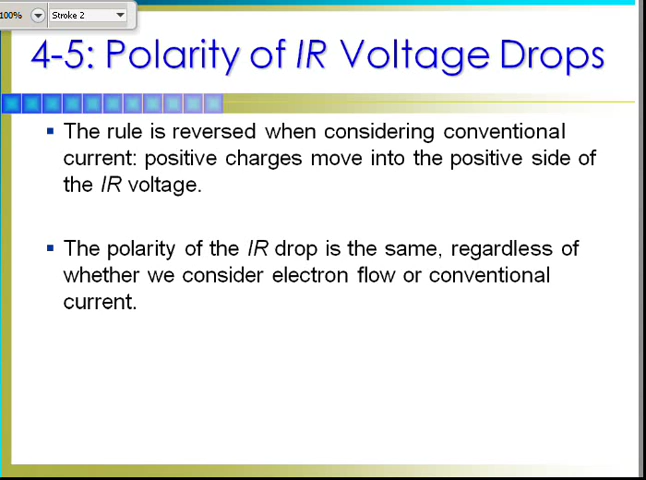 100%
Stroke 2
4-5: Polarity of IR Voltage Drops
▪ The rule is reversed when considering conventional
current: positive charges move into the positive side of
the IR voltage.
▪ The polarity of the IR drop is the same, regardless of
whether we consider electron flow or conventional
current.